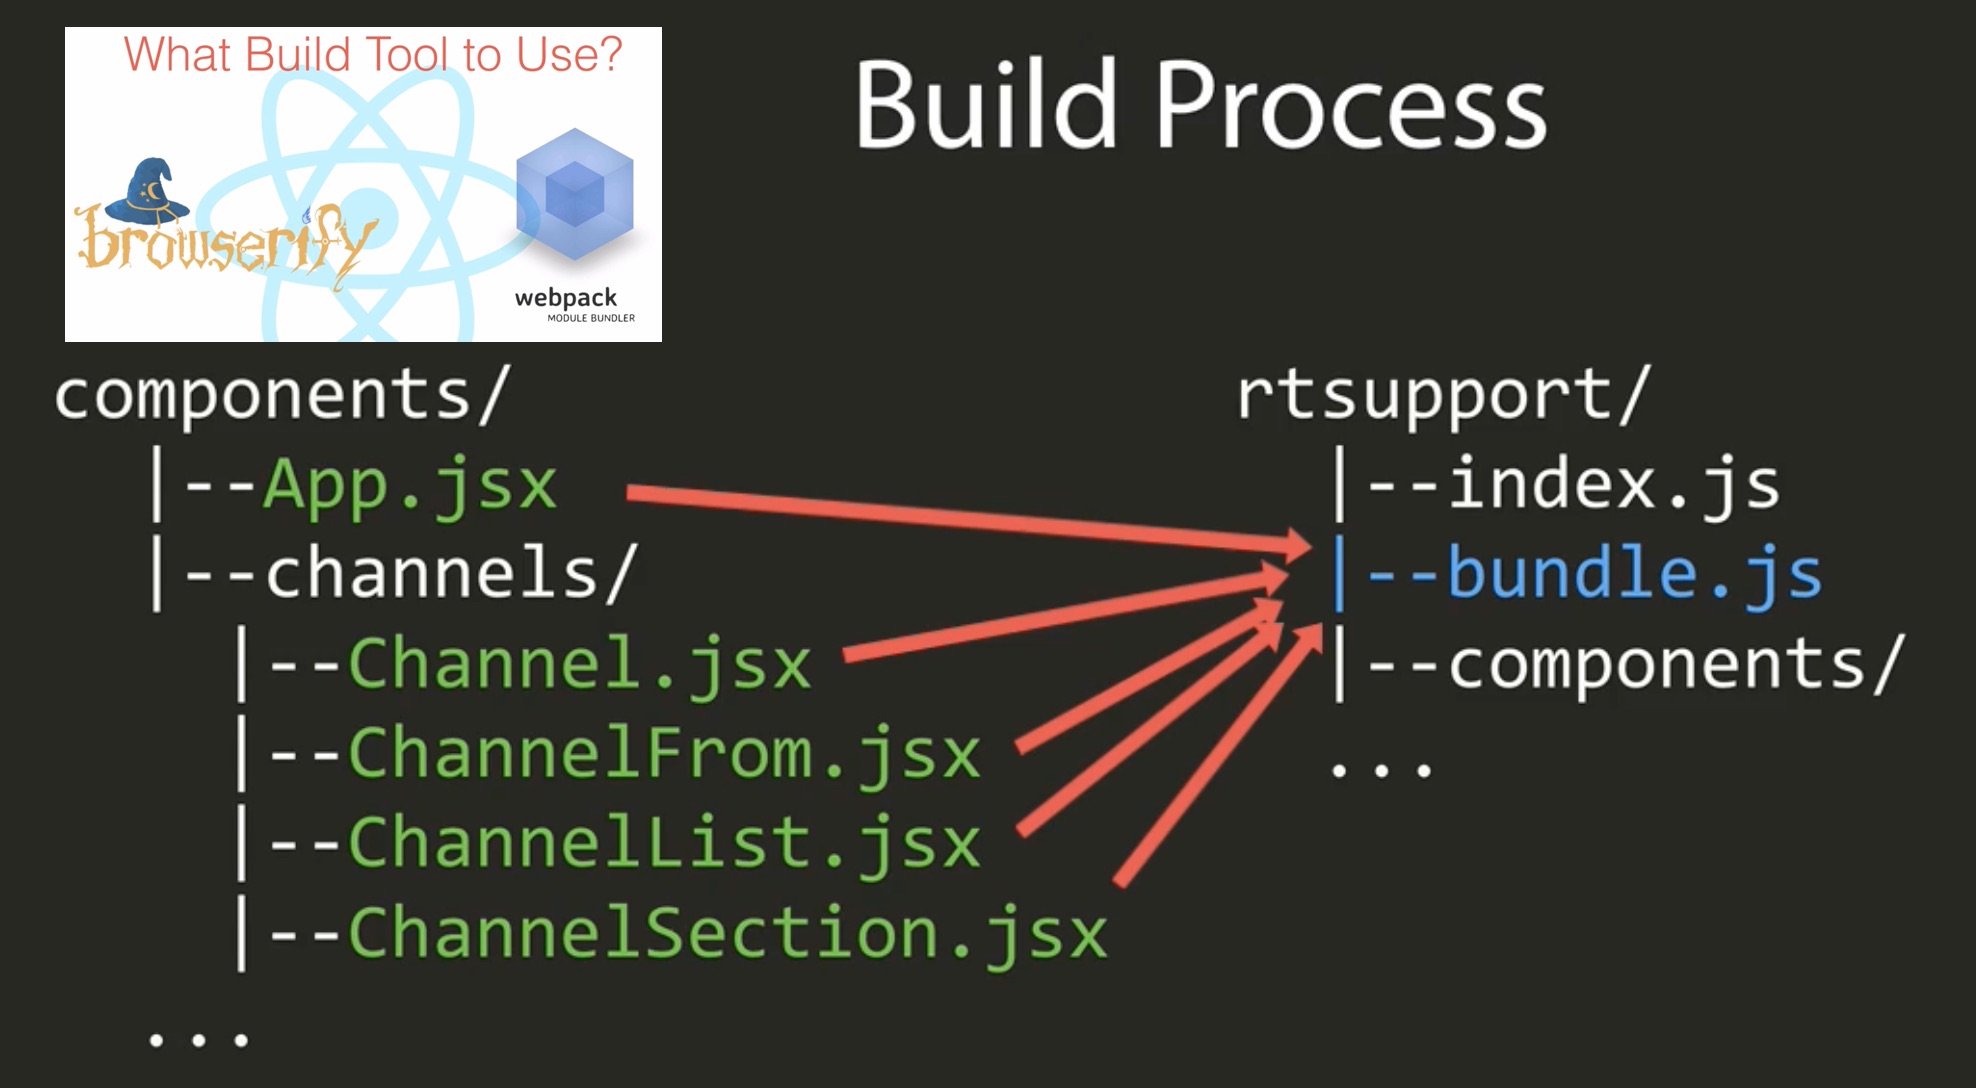 What Build Tool to Use?
browserify
webpack
MODULE BUNDLER
Build Process
components/
|--App.jsx
|--channels/
|--Channel.jsx
|--ChannelFrom.jsx
|--ChannelList.jsx
|--ChannelSection.jsx
...
rtsupport/
|--index.js
|--bundle.js
|--components/
...